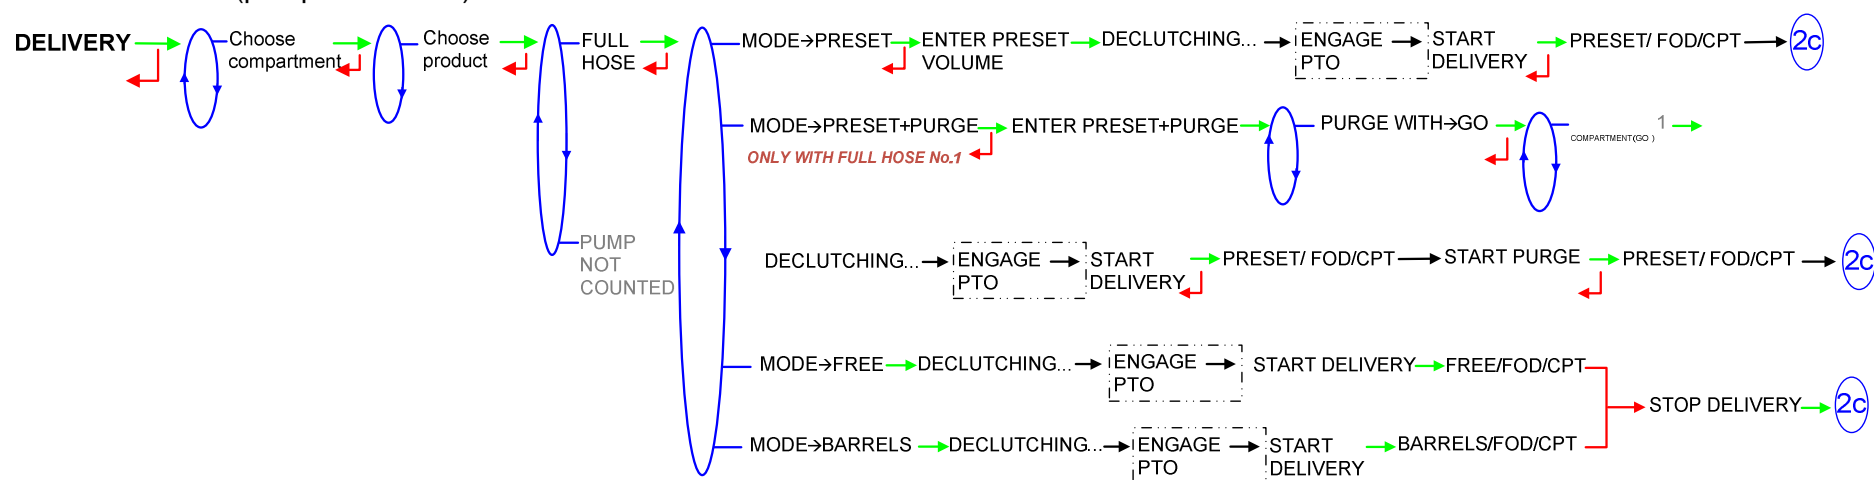 DELIVERY
Choose
compartment
Choose
product
FULL
HOSE
PUMP
NOT
COUNTED
MODE→PRESET
ENTER PRESET
VOLUME
DECLUTCHING...
ENGAGE
PTO
START
DELIVERY
PRESET/ FOD/CPT
2c
MODE→PRESET+PURGE
ONLY WITH FULL HOSE No.1
ENTER PRESET+PURGE
PURGE WITH→GO
COMPARTMENT(GO ) 1
DECLUTCHING...
ENGAGE
PTO
START
DELIVERY
PRESET/ FOD/CPT
START PURGE
PRESET/ FOD/CPT
2c
MODE→FREE
DECLUTCHING...
ENGAGE
PTO
START DELIVERY
FREE/FOD/CPT
MODE→BARRELS
DECLUTCHING...
ENGAGE
PTO
START
DELIVERY
BARRELS/FOD/CPT
STOP DELIVERY
2c